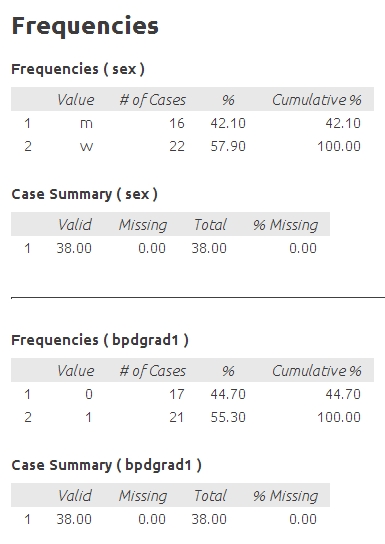 Frequencies
Frequencies ( sex )
Value # of Cases % Cumulative %
1 m 16 42.10 42.10
2 w 22 57.90 100.00
Case Summary ( sex )
Valid Missing Total % Missing
1 38.00 0.00 38.00 0.00
Frequencies ( bpdgrad1 )
Value # of Cases % Cumulative %
1 0 17 44.70 44.70
2 1 21 55.30 100.00
Case Summary ( bpdgrad1 )
Valid Missing Total % Missing
1 38.00 0.00 38.00 0.00